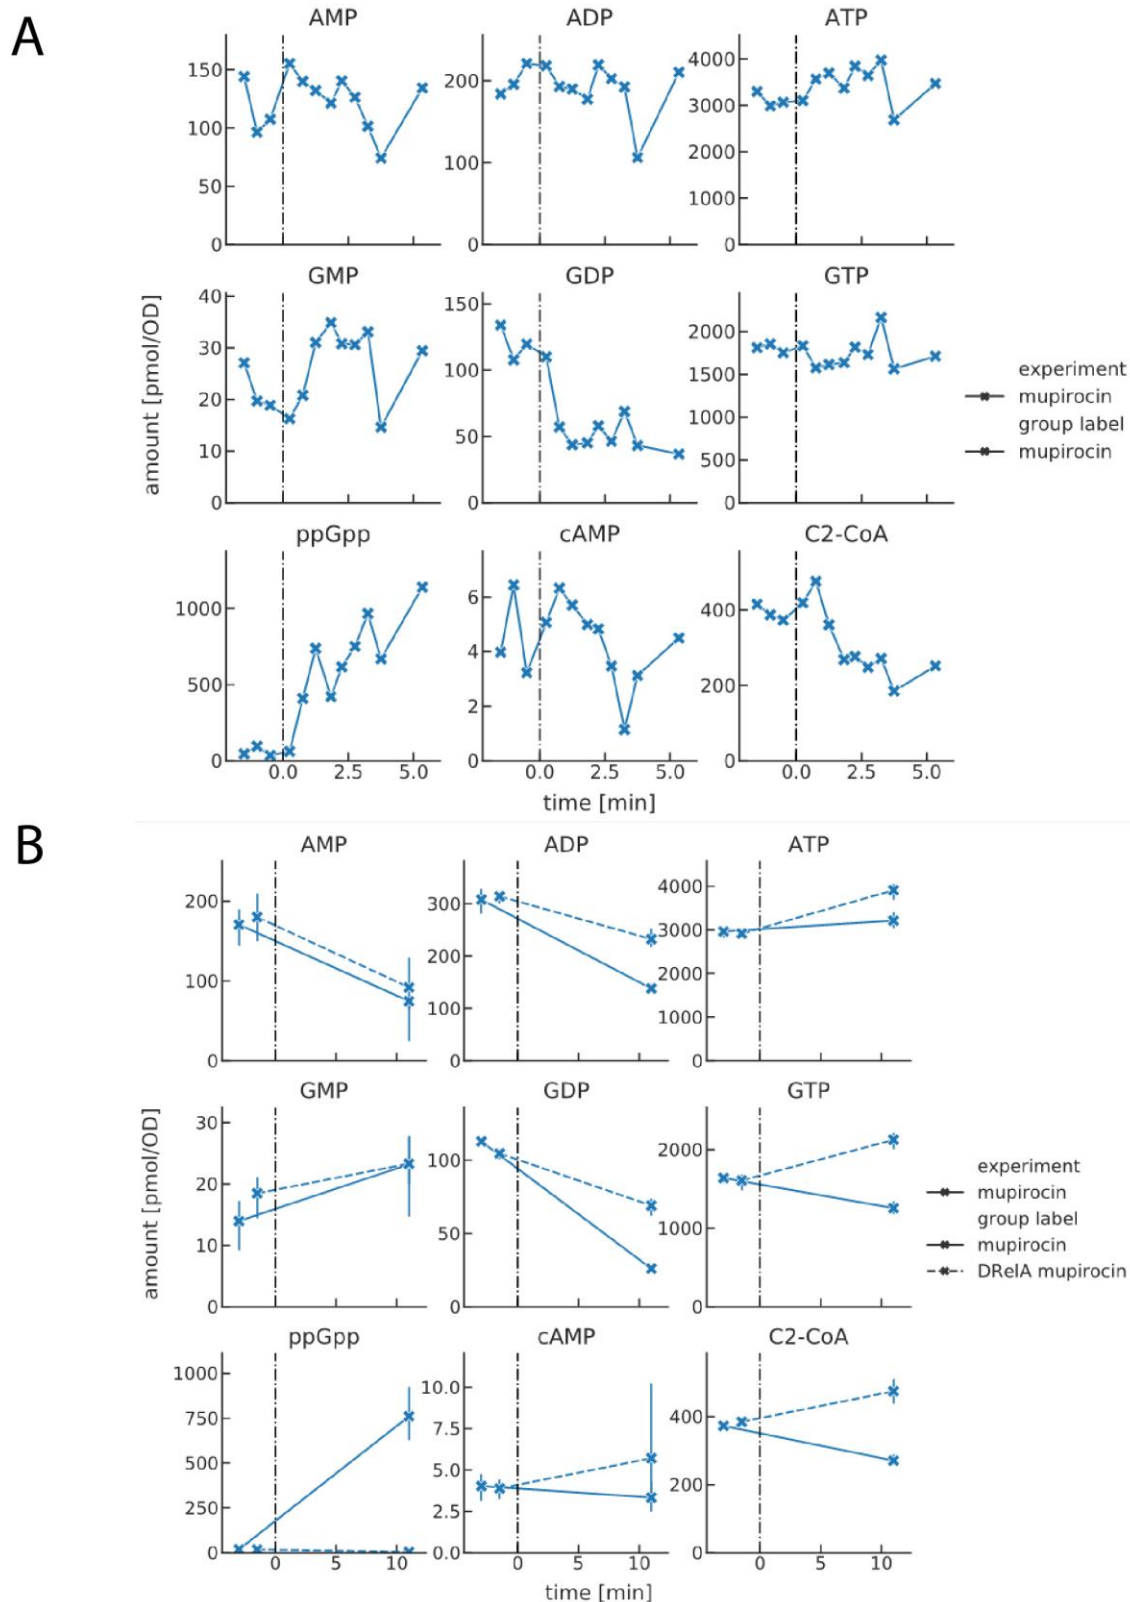 A
AMP
ADP
ATP
150
100
50
0
200
100
0
4000
3000
2000
1000
0
GMP
GDP
GTP
40
30
20
10
0
150
100
50
0
2000
1500
1000
500
0
amount [pmol/OD]
experiment
mupirocin
group label
mupirocin
ppGpp
cAMP
C2-CoA
1000
500
0
6
4
2
0
400
200
0
0.0 2.5 5.0
0.0 2.5 5.0
0.0 2.5 5.0
time [min]
B
AMP
ADP
ATP
200
100
0
300
200
100
0
4000
3000
2000
1000
0
GMP
GDP
GTP
30
20
10
0
100
50
0
2000
1000
0
amount [pmol/OD]
experiment
mupirocin
group label
mupirocin
DRelA mupirocin
ppGpp
cAMP
C2-CoA
1000
750
500
250
0
10.0
7.5
5.0
2.5
0.0
400
200
0
0 5 10
0 5 10
0 5 10
time [min]